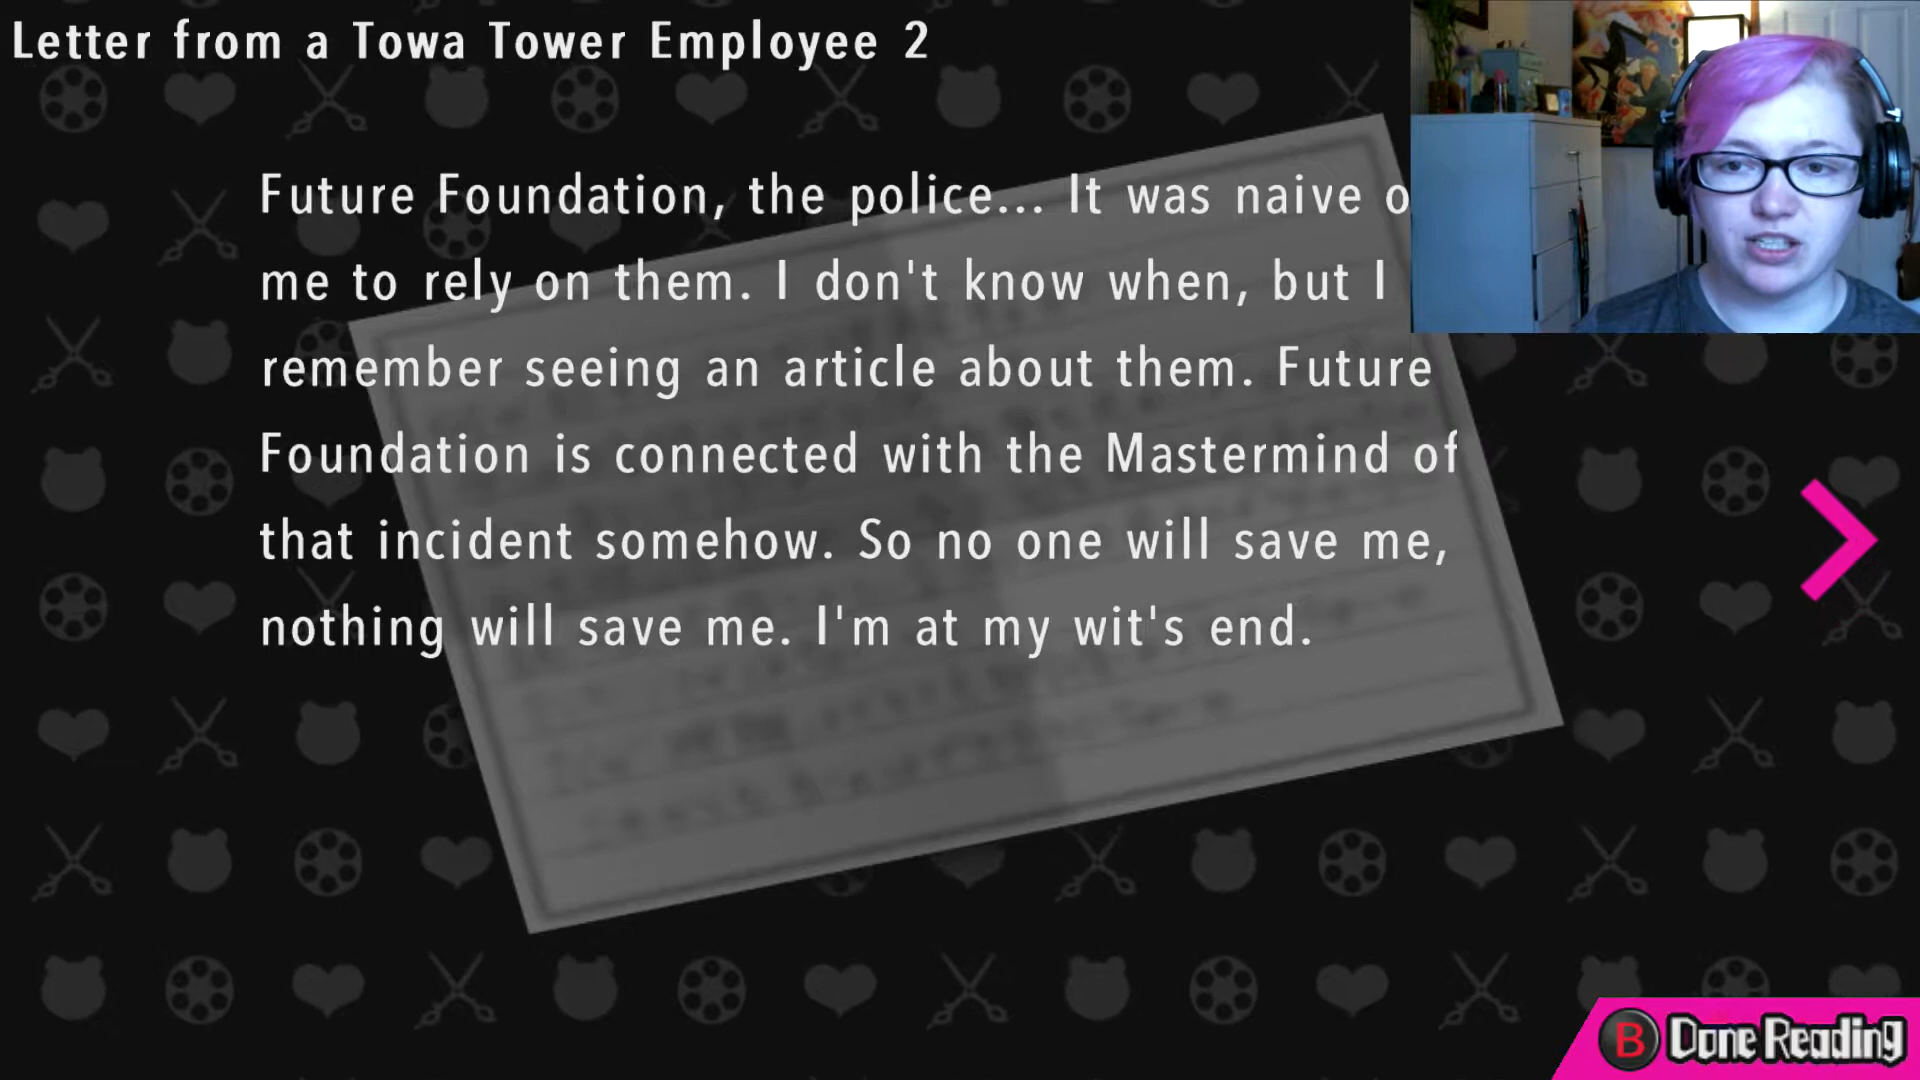 Letter from a Towa Tower Employee 2
Future Foundation, the police... It was naive o
me to rely on them. I don't know when, but I
remember seeing an article about them. Future
Foundation is connected with the Mastermind of
that incident somehow. So no one will save me,
nothing will save me. I'm at my wit's end.
B Done Reading